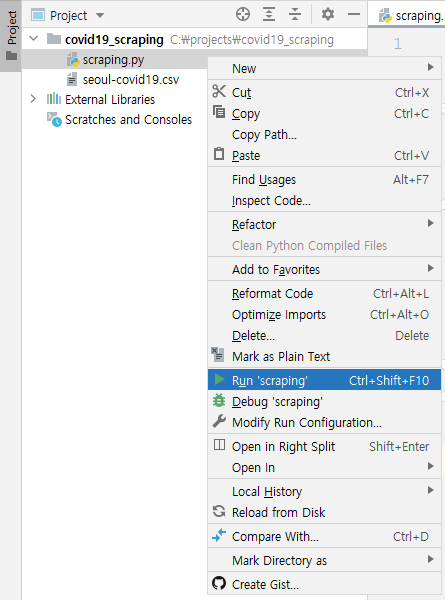 Project
Project
scraping.
covid19_scraping C:₩projects₩covid19_scraping
1
scraping.py
seoul-covid19.csv
External Libraries
Scratches and Consoles
New
Cut Ctrl+X
Copy Ctrl+C
Copy Path...
Paste Ctrl+V
Find Usages Alt+F7
Inspect Code...
Refactor
Clean Python Compiled Files
Add to Favorites
Reformat Code Ctrl+Alt+L
Optimize Imports Ctrl+Alt+O
Delete... Delete
Mark as Plain Text
Run 'scraping' Ctrl+Shift+F10
Debug 'scraping'
Modify Run Configuration...
Open in Right Split Shift+Enter
Open In
Local History
Reload from Disk
Compare With... Ctrl+D
Mark Directory as
Create Gist...